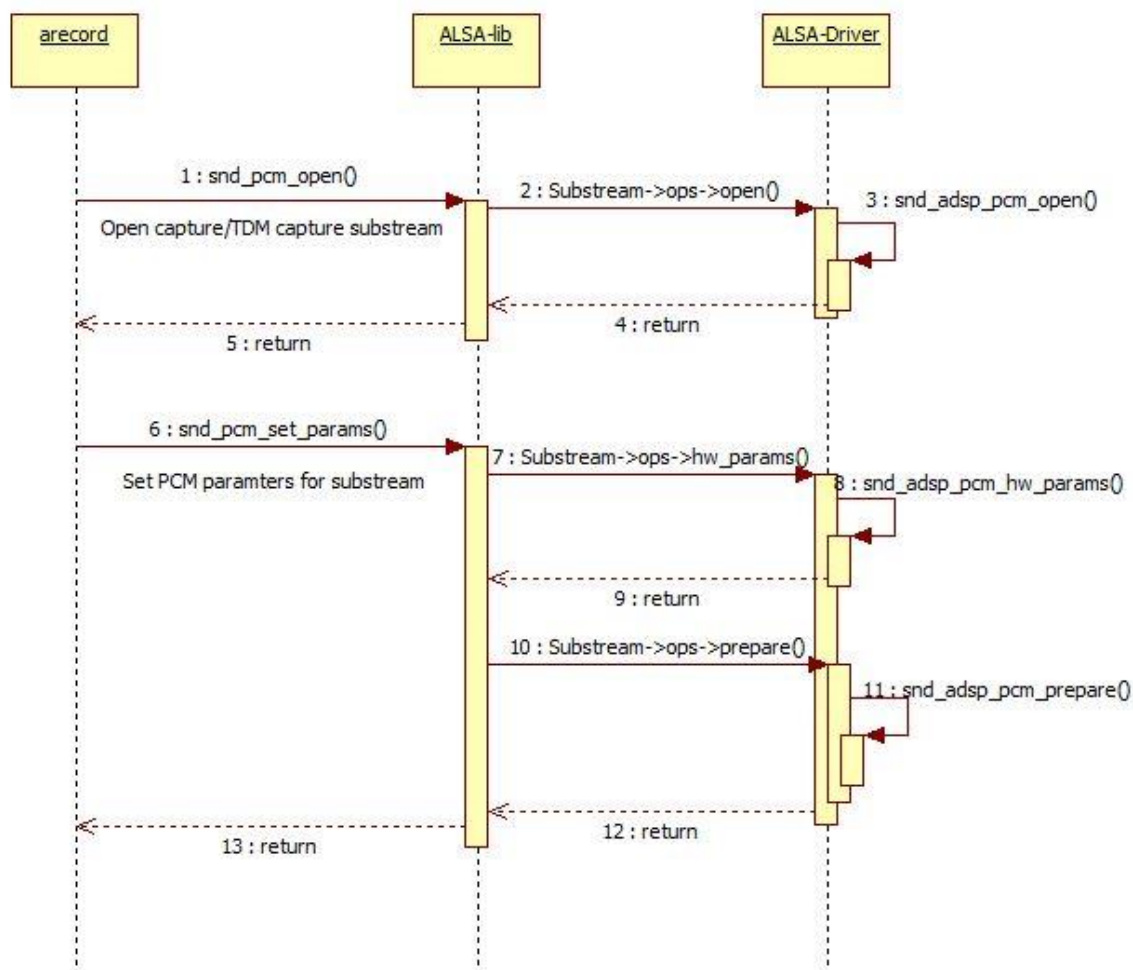 arecord
ALSA-lib
ALSA-Driver
1 : snd_pcm_open()
2 : Substream->ops->open()
3 : snd_adsp_pcm_open()
Open capture/TDM capture substream
4 : return
5 : return
6 : snd_pcm_set_params()
7 : Substream->ops->hw_params()
Set PCM paramters for substream
8 : snd_adsp_pcm_hw_params()
9 : return
10 : Substream->ops->prepare()
11 : snd_adsp_pcm_prepare()
12 : return
13 : return